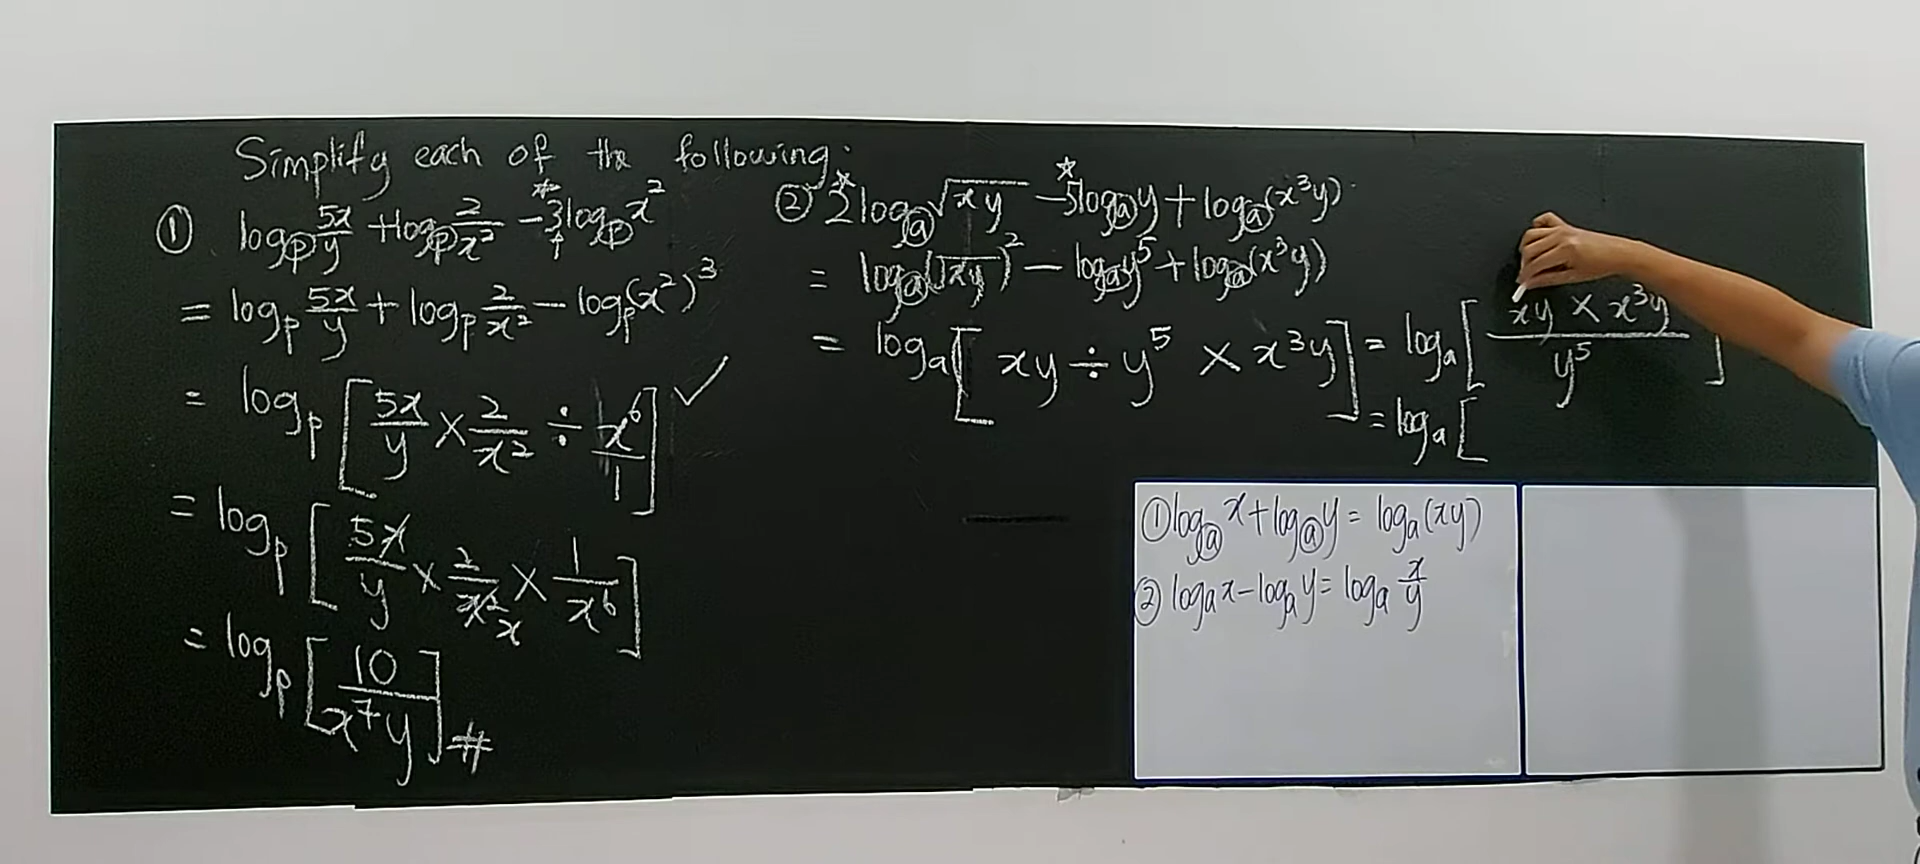 Simplify each of the following:
① log_p 5x/y + log_p 2/x² - 3log_p x²
= log_p 5x/y + log_p 2/x² - log_p (x²)³
= log_p [5x/y × 2/x² ÷ x⁶/1] ✓
= log_p [5x/y × 2/x² x × 1/x⁶]
= log_p [10/x⁷y] #
② 2log_a √xy - 5log_a y + log_a (x³y)
= log_a (√xy)² - log_a y⁵ + log_a (x³y)
= log_a [xy ÷ y⁵ × x³y] = log_a [xy × x³y / y⁵]
= log_a [
① log_a x + log_a y = log_a (xy)
② log_a x - log_a y = log_a x/y